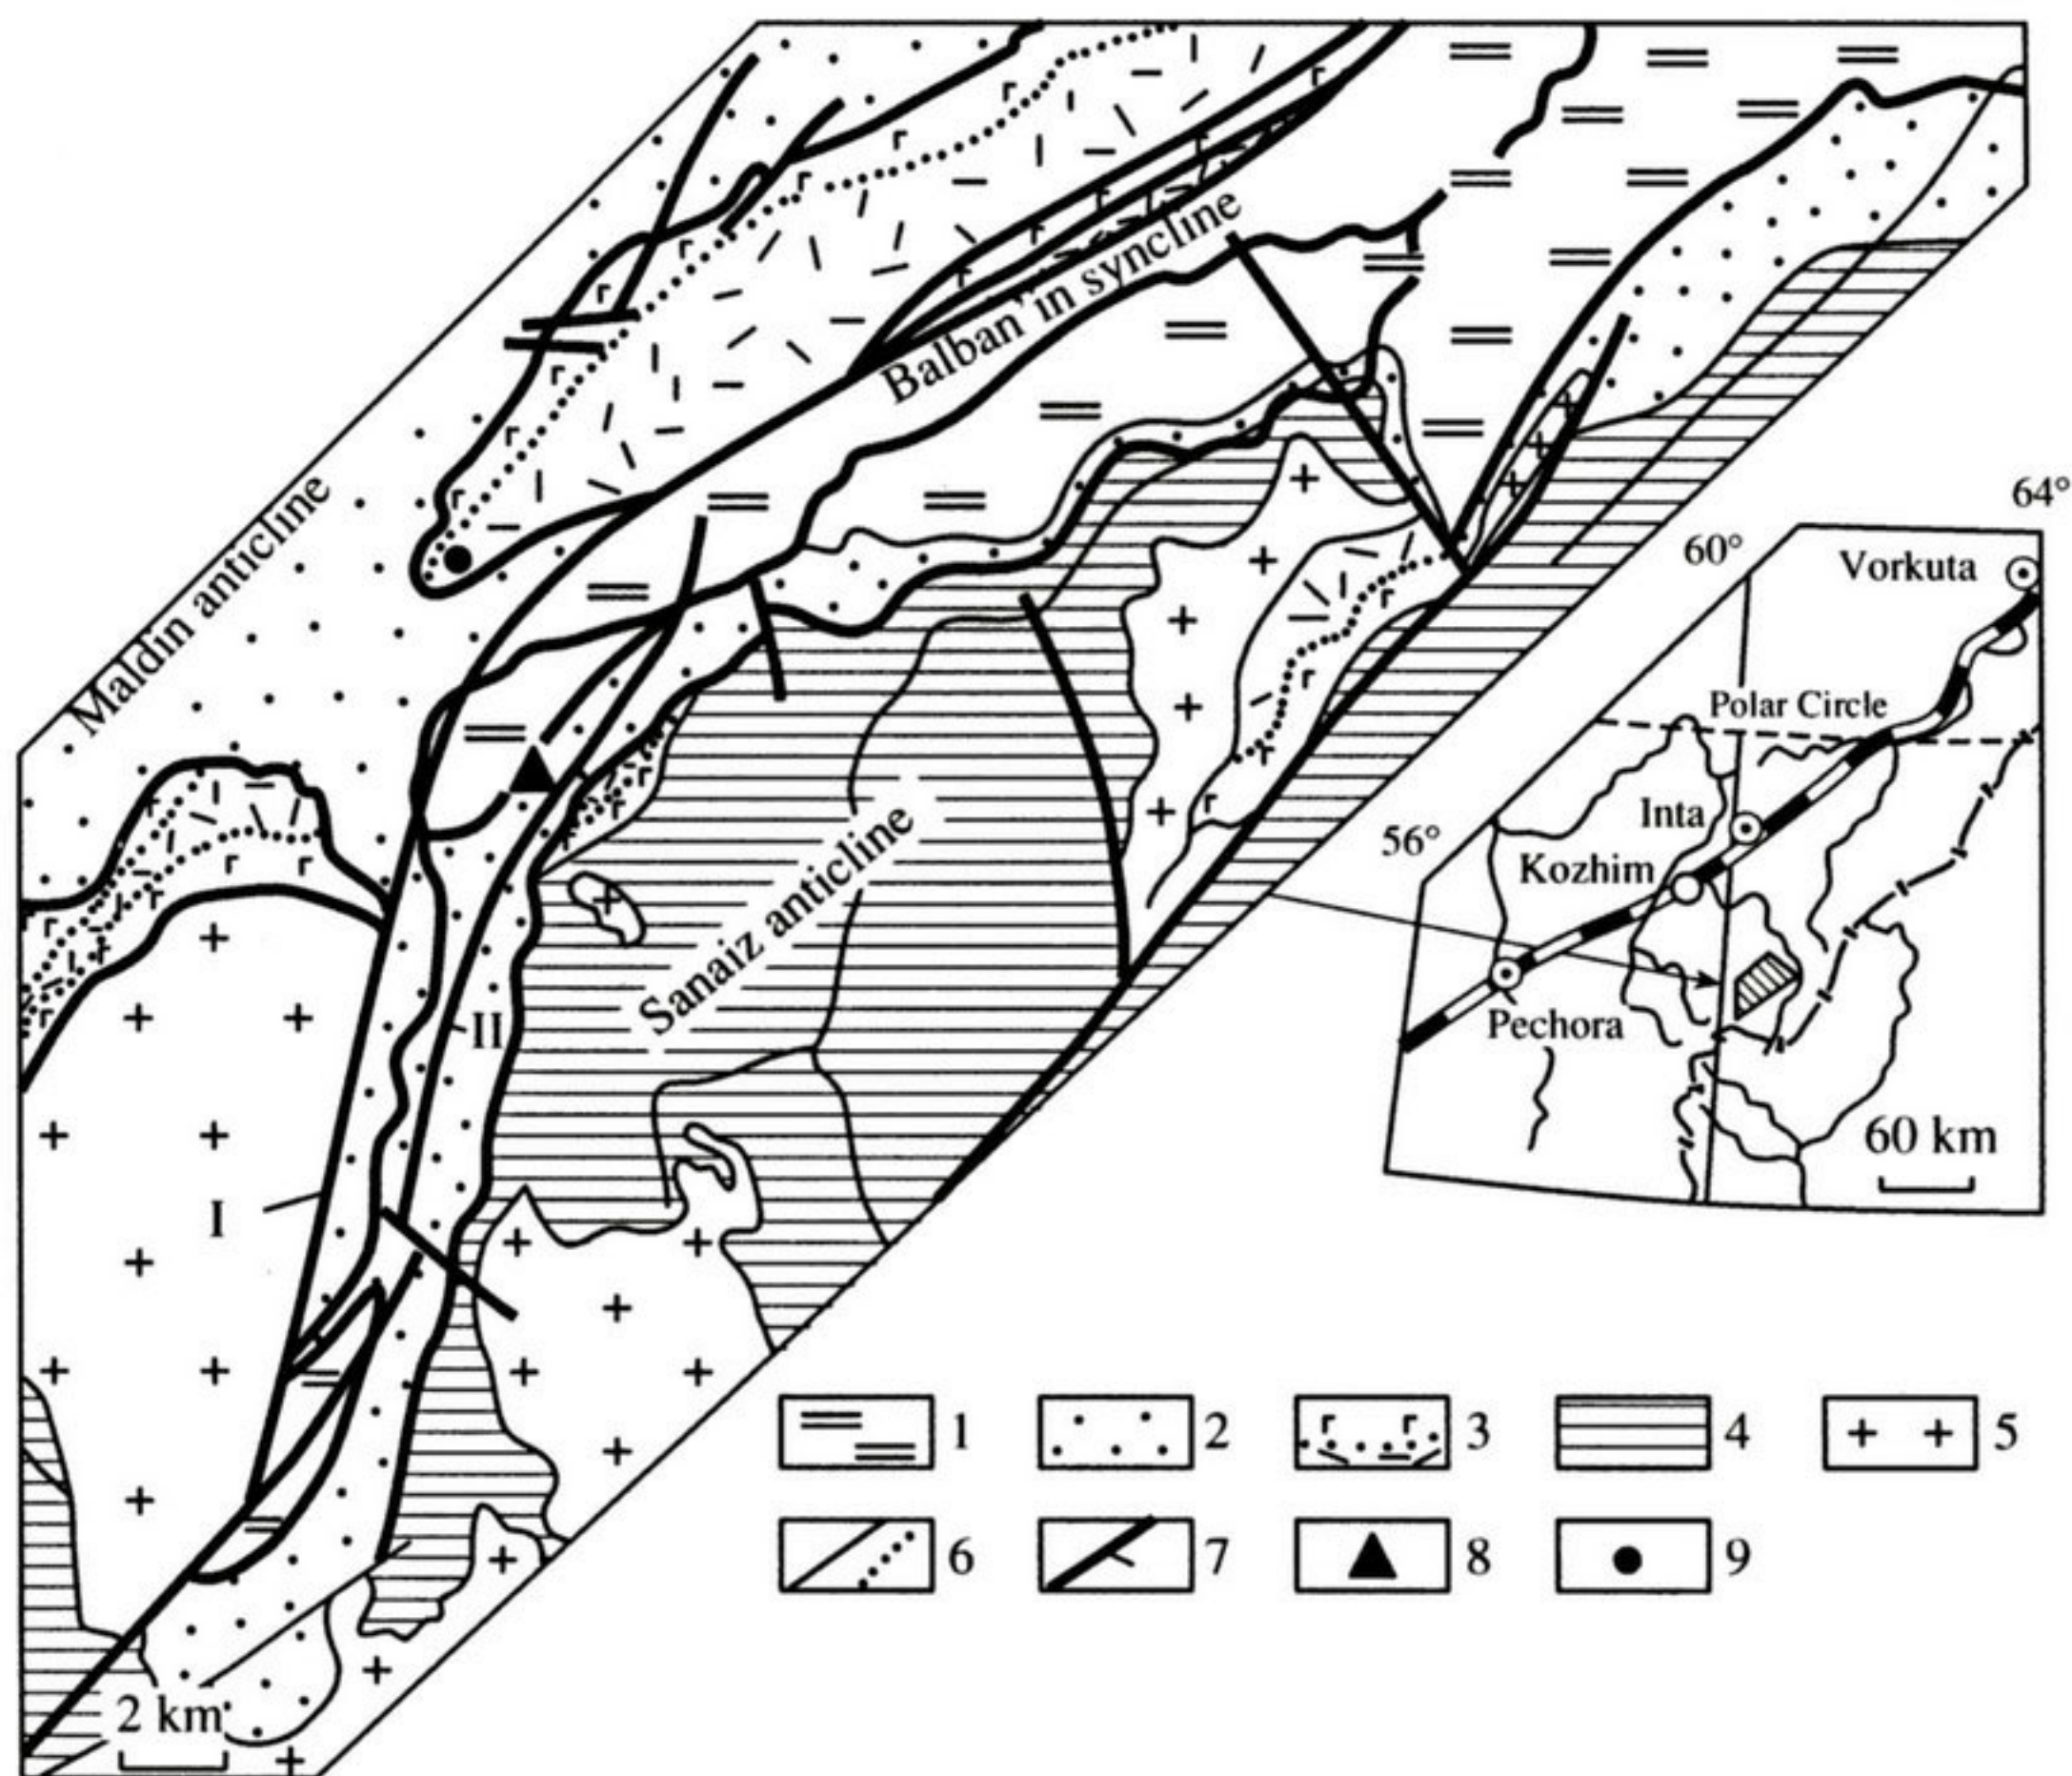 Balban"in syncline
Maldin anticline
Sanaiz anticline
II
I
2 km
64°
60°
Vorkuta
Polar Circle
Inta
56°
Kozhim
Pechora
60 km
1
2
3
4
5
6
7
8
9